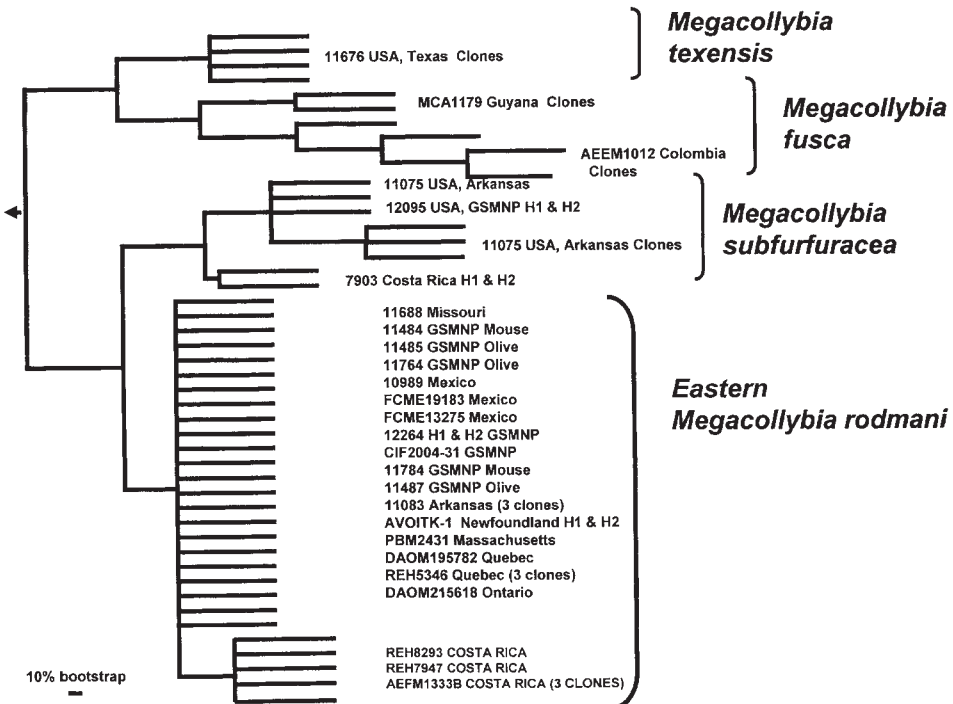 Megacollybia
texensis
11676 USA, Texas Clones
MCA1179 Guyana Clones
Megacollybia
fusca
AEEM1012 Colombia
Clones
11075 USA, Arkansas
12095 USA, GSMNP H1 & H2
Megacollybia
subfurfuracea
11075 USA, Arkansas Clones
7903 Costa Rica H1 & H2
11688 Missouri
11484 GSMNP Mouse
11485 GSMNP Olive
11764 GSMNP Olive
10989 Mexico
FCME19183 Mexico
FCME13275 Mexico
12264 H1 & H2 GSMNP
CIF2004-31 GSMNP
11784 GSMNP Mouse
11487 GSMNP Olive
11083 Arkansas (3 clones)
AVOITK-1 Newfoundland H1 & H2
PBM2431 Massachusetts
DAOM195782 Quebec
REH5346 Quebec (3 clones)
DAOM215618 Ontario
Eastern
Megacollybia rodmani
REH8293 COSTA RICA
REH7947 COSTA RICA
AEFM1333B COSTA RICA (3 CLONES)
10% bootstrap